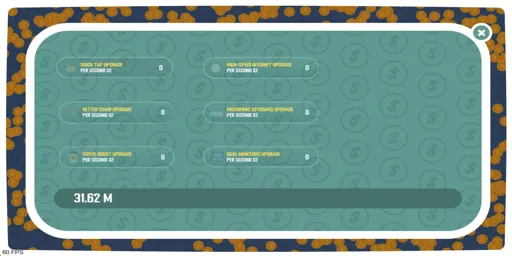 QUICK TAP UPGRADE
PER SECOND X2
0
HIGH-SPEED INTERNET UPGRADE
PER SECOND X2
0
BETTER CHAIR UPGRADE
PER SECOND X2
0
ERGONOMIC KEYBOARD UPGRADE
PER SECOND X2
0
COFFEE BOOST UPGRADE
PER SECOND X2
0
DUAL MONITORS UPGRADE
PER SECOND X2
0
31.62 M
60 FPS